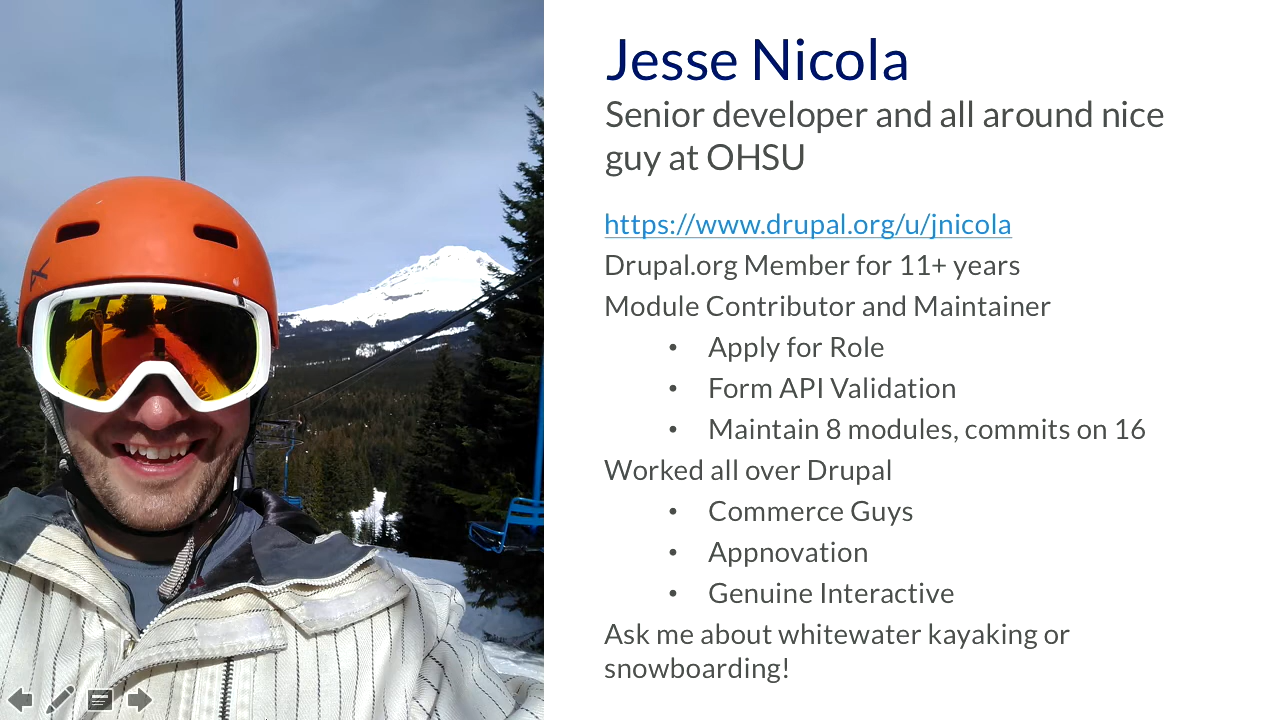 Jesse Nicola
Senior developer and all around nice
guy at OHSU
https://www.drupal.org/u/jnicola
Drupal.org Member for 11+ years
Module Contributor and Maintainer
• Apply for Role
• Form API Validation
• Maintain 8 modules, commits on 16
Worked all over Drupal
• Commerce Guys
• Appnovation
• Genuine Interactive
Ask me about whitewater kayaking or
snowboarding!